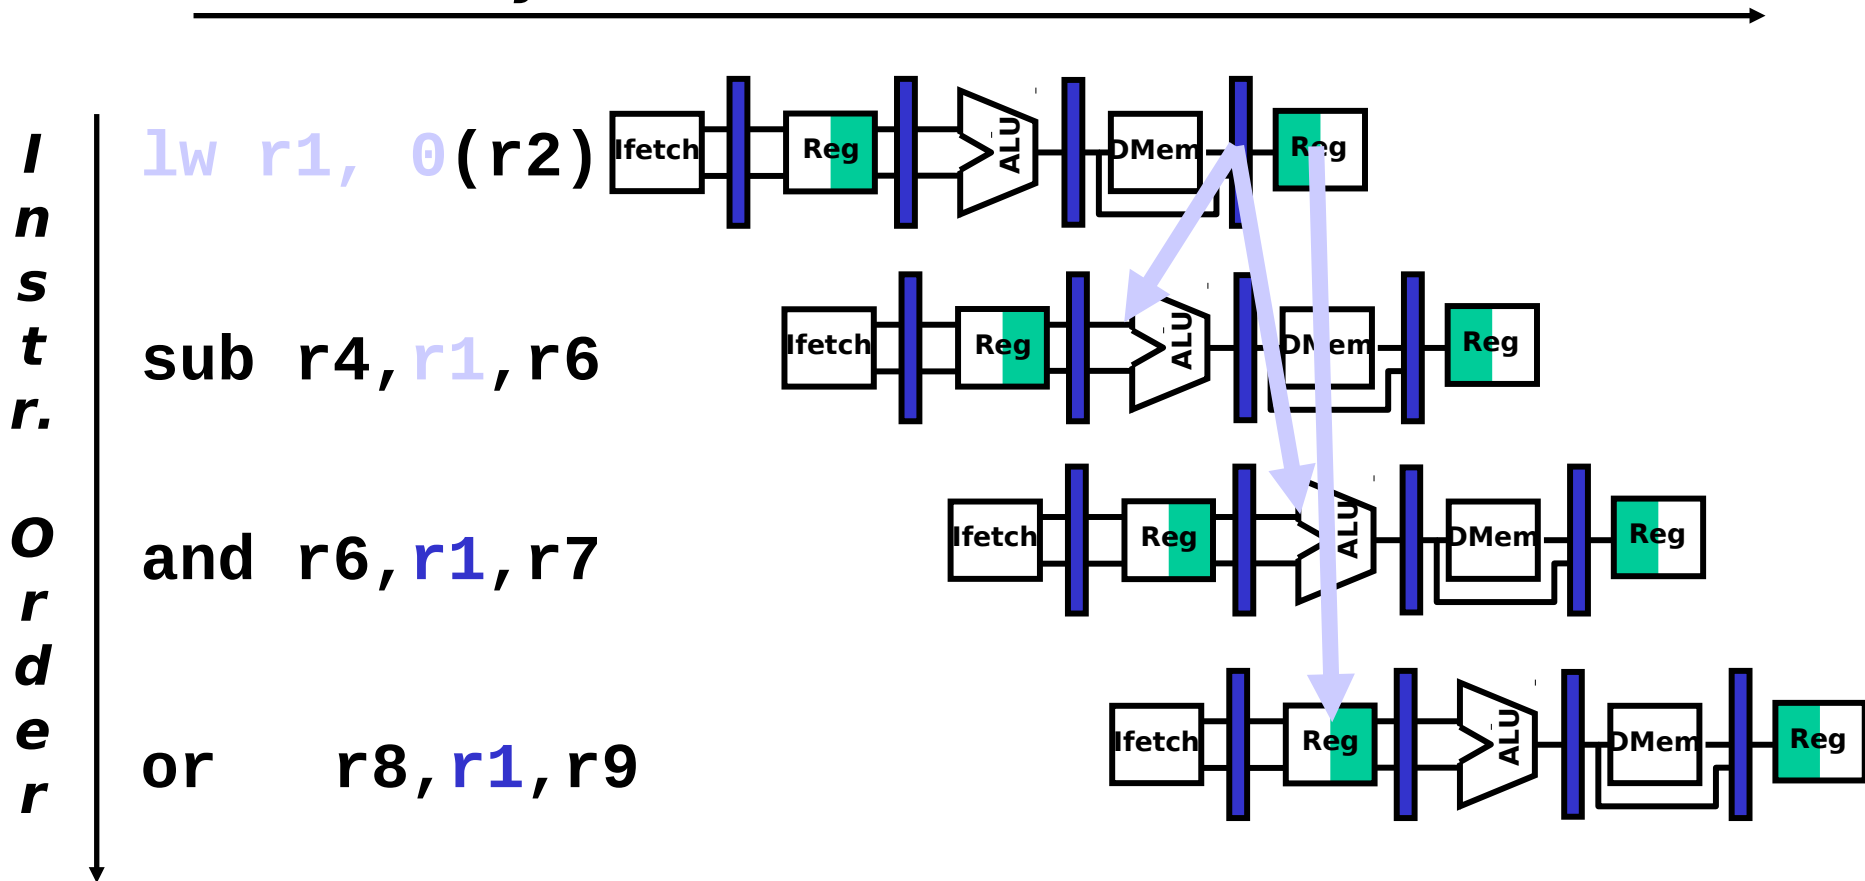 Instr. Order
lw r1, 0(r2)
Ifetch Reg ALU DMem Reg
sub r4,r1,r6
Ifetch Reg ALU DMem Reg
and r6,r1,r7
Ifetch Reg ALU DMem Reg
or r8,r1,r9
Ifetch Reg ALU DMem Reg